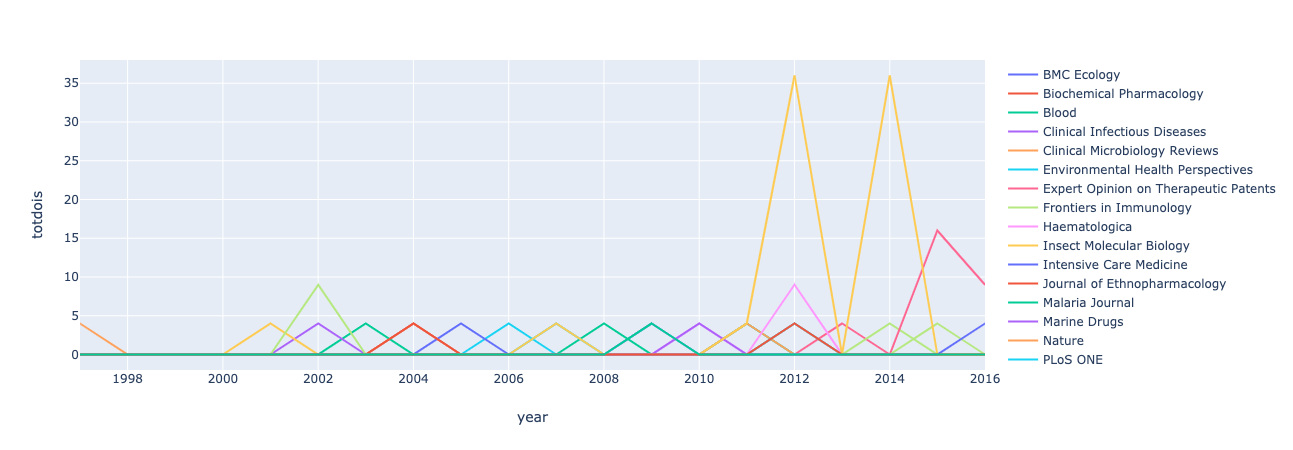 35
30
25
20
15
10
5
0
totdois
1998 2000 2002 2004 2006 2008 2010 2012 2014 2016
year
BMC Ecology
Biochemical Pharmacology
Blood
Clinical Infectious Diseases
Clinical Microbiology Reviews
Environmental Health Perspectives
Expert Opinion on Therapeutic Patents
Frontiers in Immunology
Haematologica
Insect Molecular Biology
Intensive Care Medicine
Journal of Ethnopharmacology
Malaria Journal
Marine Drugs
Nature
PLoS ONE